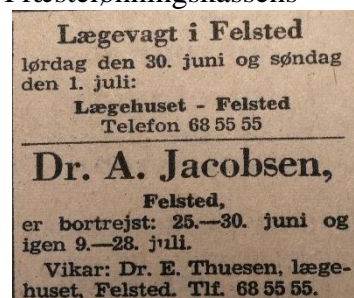 Lægevagt i Felsted
lørdag den 30. juni og søndag
den 1. juli:
Lægehuset - Felsted
Telefon 68 55 55
Dr. A. Jacobsen,
Felsted,
er bortrejst: 25.—30. juni og
igen 9.—28. juli.
Vikar: Dr. E. Thuesen, læge-
huset, Felsted. Tlf. 68 55 55.